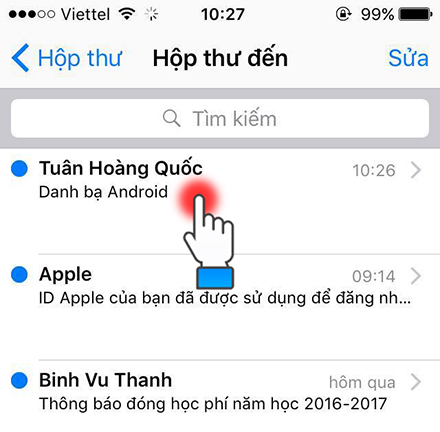 Viettel 10:27 99%
Hộp thư Hộp thư đến Sửa
Tìm kiếm
Tuân Hoàng Quốc 10:26
Danh bạ Android
Apple 09:14
ID Apple của bạn đã được sử dụng để đăng nh...
Binh Vu Thanh hôm qua
Thông báo đóng học phí năm học 2016-2017